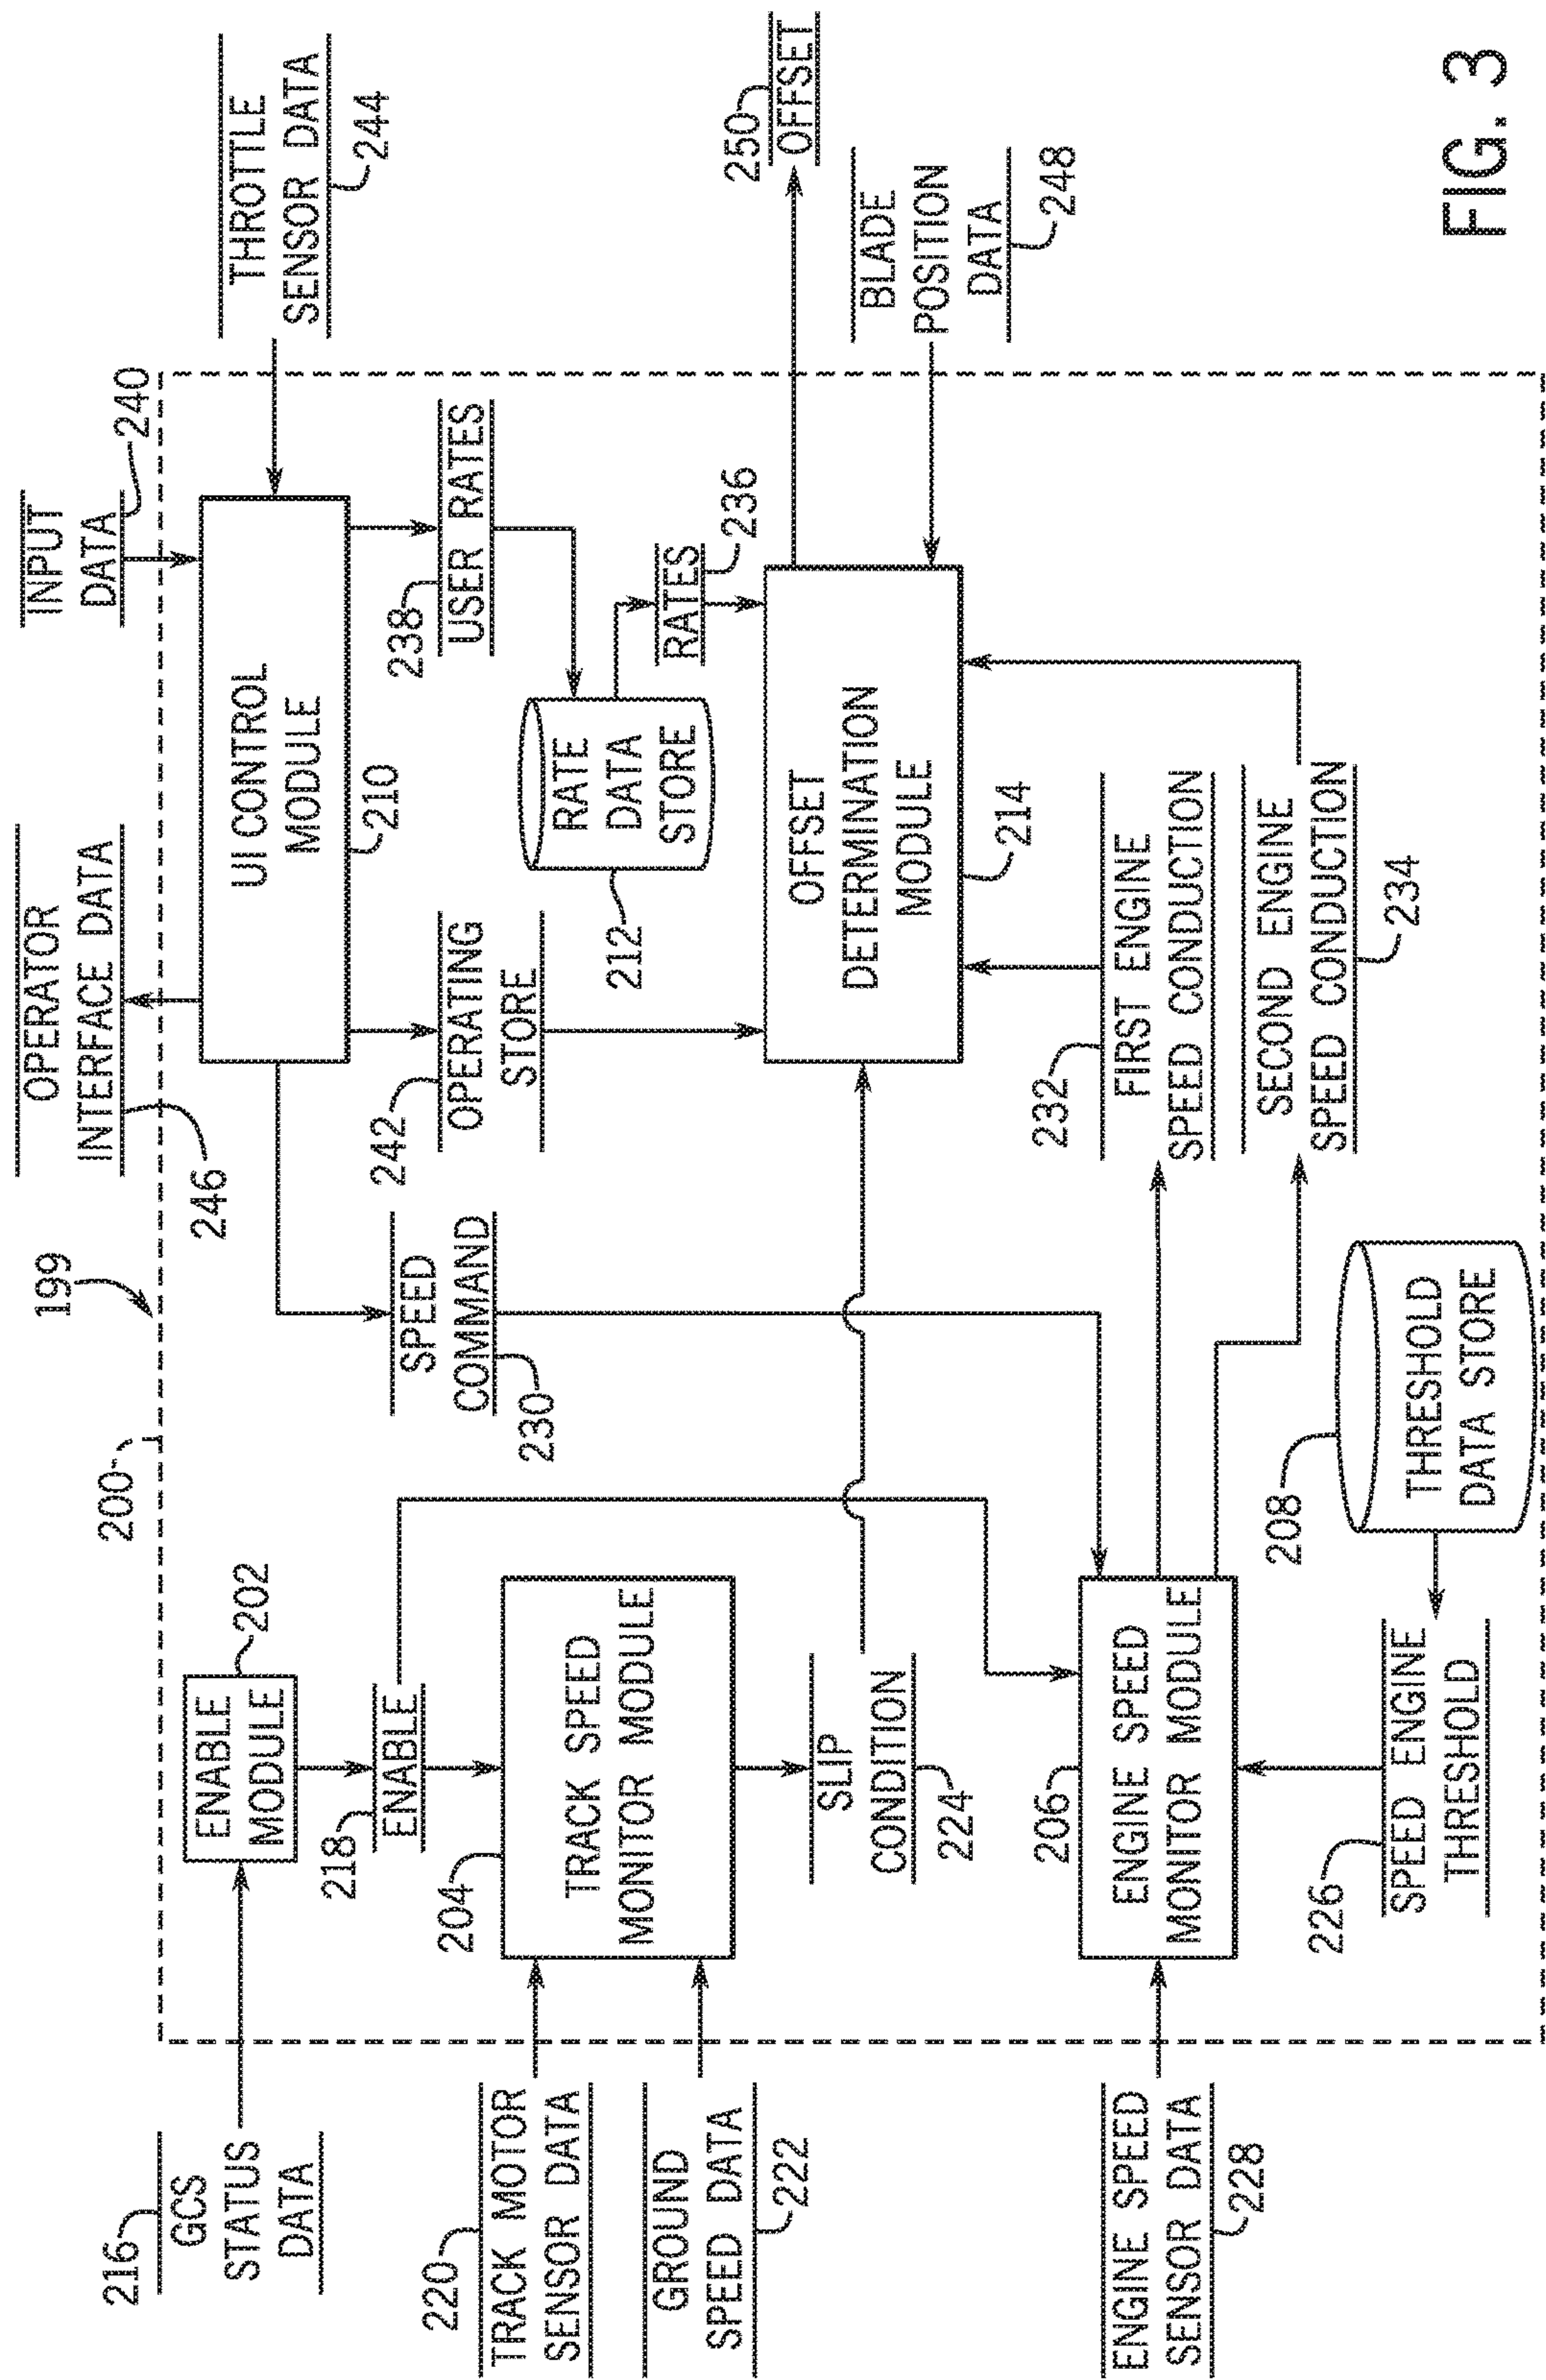 199
200
OPERATOR
INTERFACE DATA
246
INPUT
DATA
240
216
GCS
STATUS
DATA
ENABLE
MODULE
202
UI CONTROL
MODULE
210
THROTTLE
SENSOR DATA
244
218
ENABLE
SPEED
COMMAND
230
242
OPERATING
STORE
238
USER RATES
220
TRACK MOTOR
SENSOR DATA
204
TRACK SPEED
MONITOR MODULE
212
RATE
DATA
STORE
RATES
236
GROUND
SPEED DATA
222
SLIP
CONDITION
224
OFFSET
DETERMINATION
MODULE
214
250
OFFSET
BLADE
POSITION
DATA
248
ENGINE SPEED
SENSOR DATA
228
206
ENGINE SPEED
MONITOR MODULE
232
FIRST ENGINE
SPEED CONDUCTION
SECOND ENGINE
SPEED CONDUCTION
234
226
SPEED ENGINE
THRESHOLD
208
THRESHOLD
DATA STORE
FIG. 3